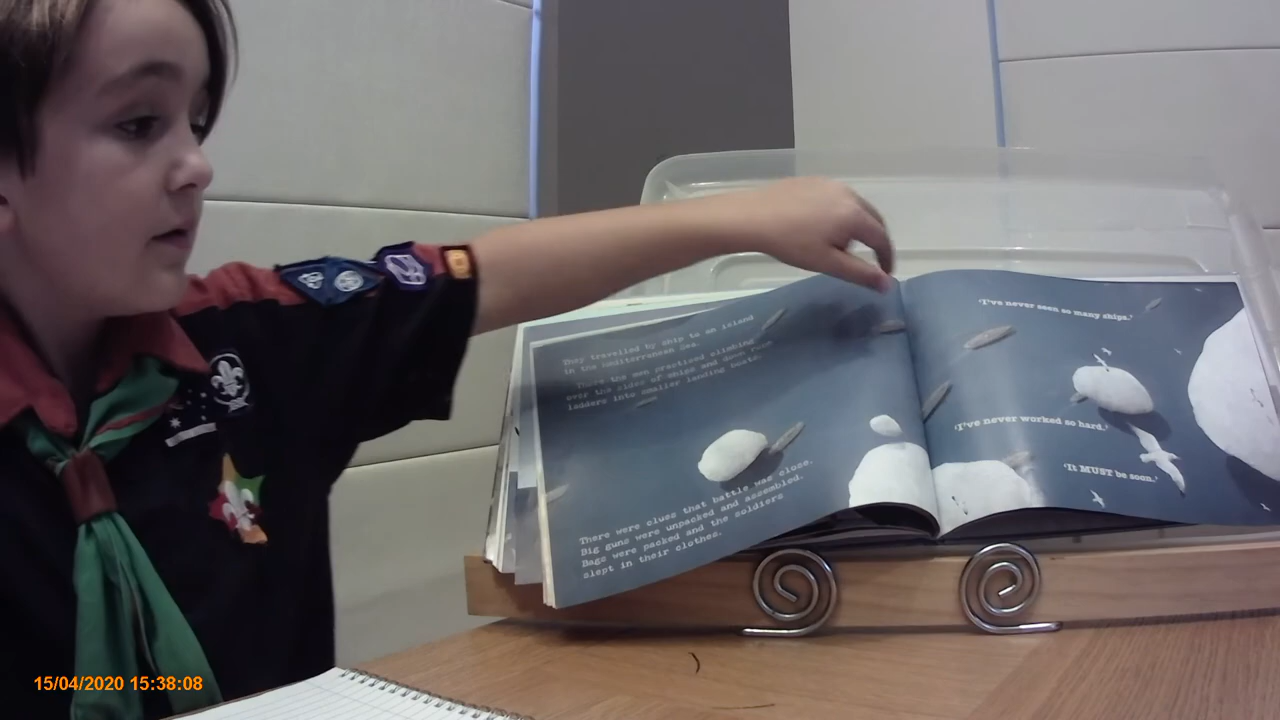 They travelled by ship to an island
in the Mediterranean Sea.
There the men practised climbing
over the sides of ships and down rope
ladders into smaller landing boats.
There were clues that battle was close.
Big guns were unpacked and assembled.
Bags were packed and the soldiers
slept in their clothes.
'I've never seen so many ships.'
'I've never worked so hard.'
'It MUST be soon.'
15/04/2020 15:38:08